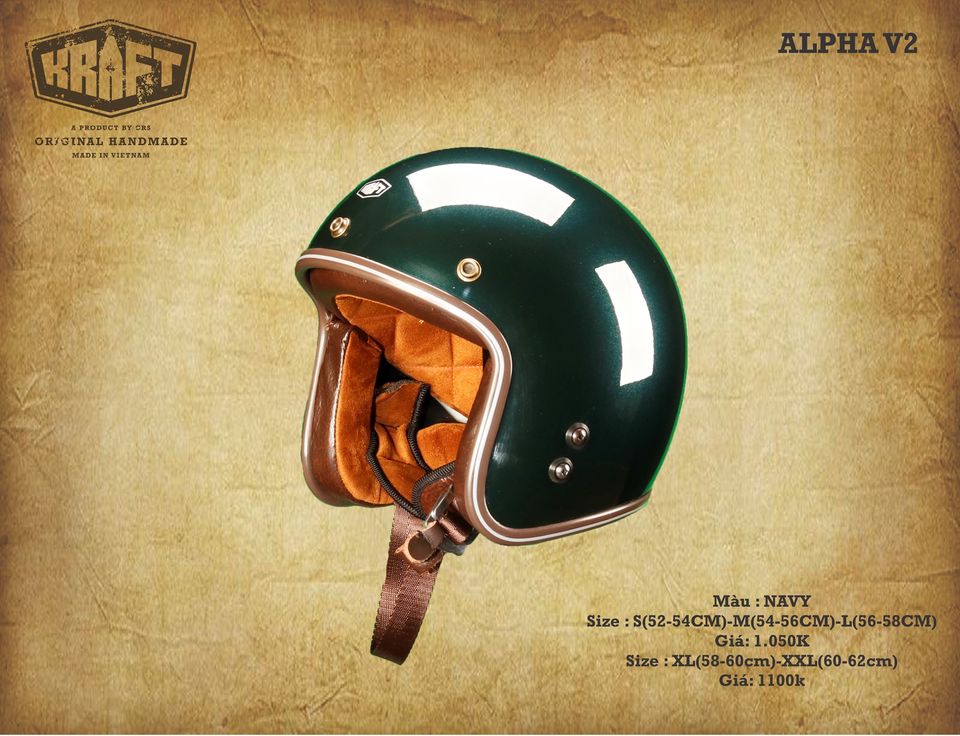 KRAFT
A PRODUCT BY CRS
ORIGINAL HANDMADE
MADE IN VIETNAM
ALPHA V2
Màu : NAVY
Size : S(52-54CM)-M(54-56CM)-L(56-58CM)
Giá: 1.050K
Size : XL(58-60cm)-XXL(60-62cm)
Giá: 1100k